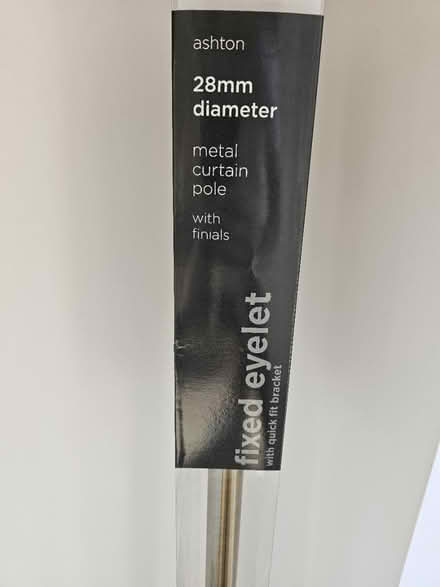 ashton
28mm
diameter
metal
curtain
pole
with
finials
fixed eyelet
with quick fit bracket